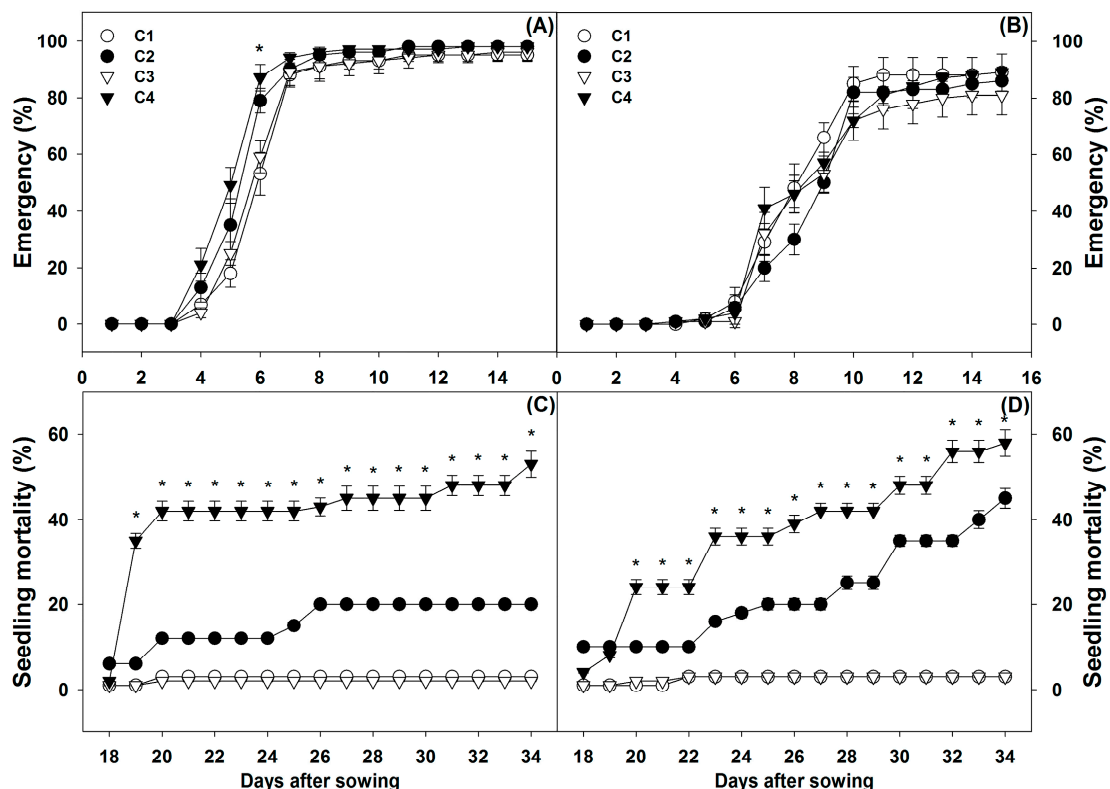 (A)
(B)
C1
C2
C3
C4
*
C1
C2
C3
C4
Emergency (%)
100
80
60
40
20
0
0 2 4 6 8 10 12 14 16
0 2 4 6 8 10 12 14 16
100
80
60
40
20
0
Emergency (%)
(C)
(D)
Seedling mortality (%)
60
40
20
0
* * * * * * * * * * * * * * * *
* * * * * * * * * * * * * * *
60
40
20
0
Seedling mortality (%)
18 20 22 24 26 28 30 32 34
18 20 22 24 26 28 30 32 34
Days after sowing
Days after sowing